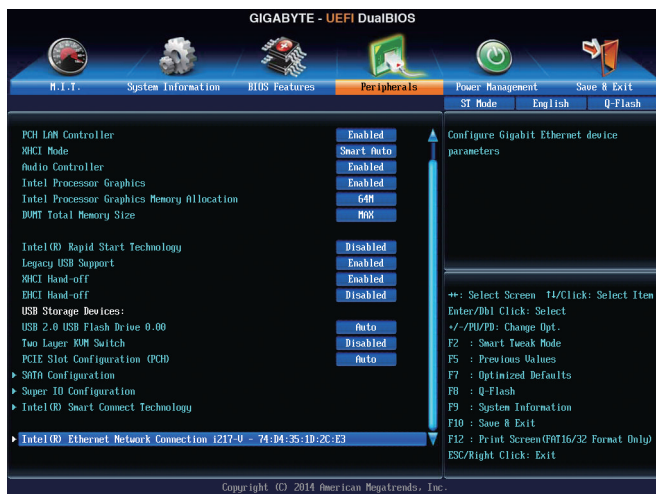 GIGABYTE - UEFI DualBIOS
M.I.T.
System Information
BIOS Features
Peripherals
Power Management
Save & Exit
ST Mode
English
Q-Flash
PCH LAN Controller Enabled
XHCI Mode Smart Auto
Audio Controller Enabled
Intel Processor Graphics Enabled
Intel Processor Graphics Memory Allocation 64M
DVMT Total Memory Size MAX
Intel(R) Rapid Start Technology Disabled
Legacy USB Support Enabled
XHCI Hand-off Enabled
EHCI Hand-off Disabled
USB Storage Devices:
USB 2.0 USB Flash Drive 0.00 Auto
Two Layer KVM Switch Disabled
PCIE Slot Configuration (PCH) Auto
SATA Configuration
Super IO Configuration
Intel(R) Smart Connect Technology
Intel(R) Ethernet Network Connection i217-V - 74:D4:35:1D:2C:E3
Configure Gigabit Ethernet device
parameters
→←: Select Screen ↑↓/Click: Select Item
Enter/Dbl Click: Select
+/-/PU/PD: Change Opt.
F2 : Smart Tweak Mode
F5 : Previous Values
F7 : Optimized Defaults
F8 : Q-Flash
F9 : System Information
F10 : Save & Exit
F12 : Print Screen(FAT16/32 Format Only)
ESC/Right Click: Exit
Copyright (C) 2014 American Megatrends, Inc.